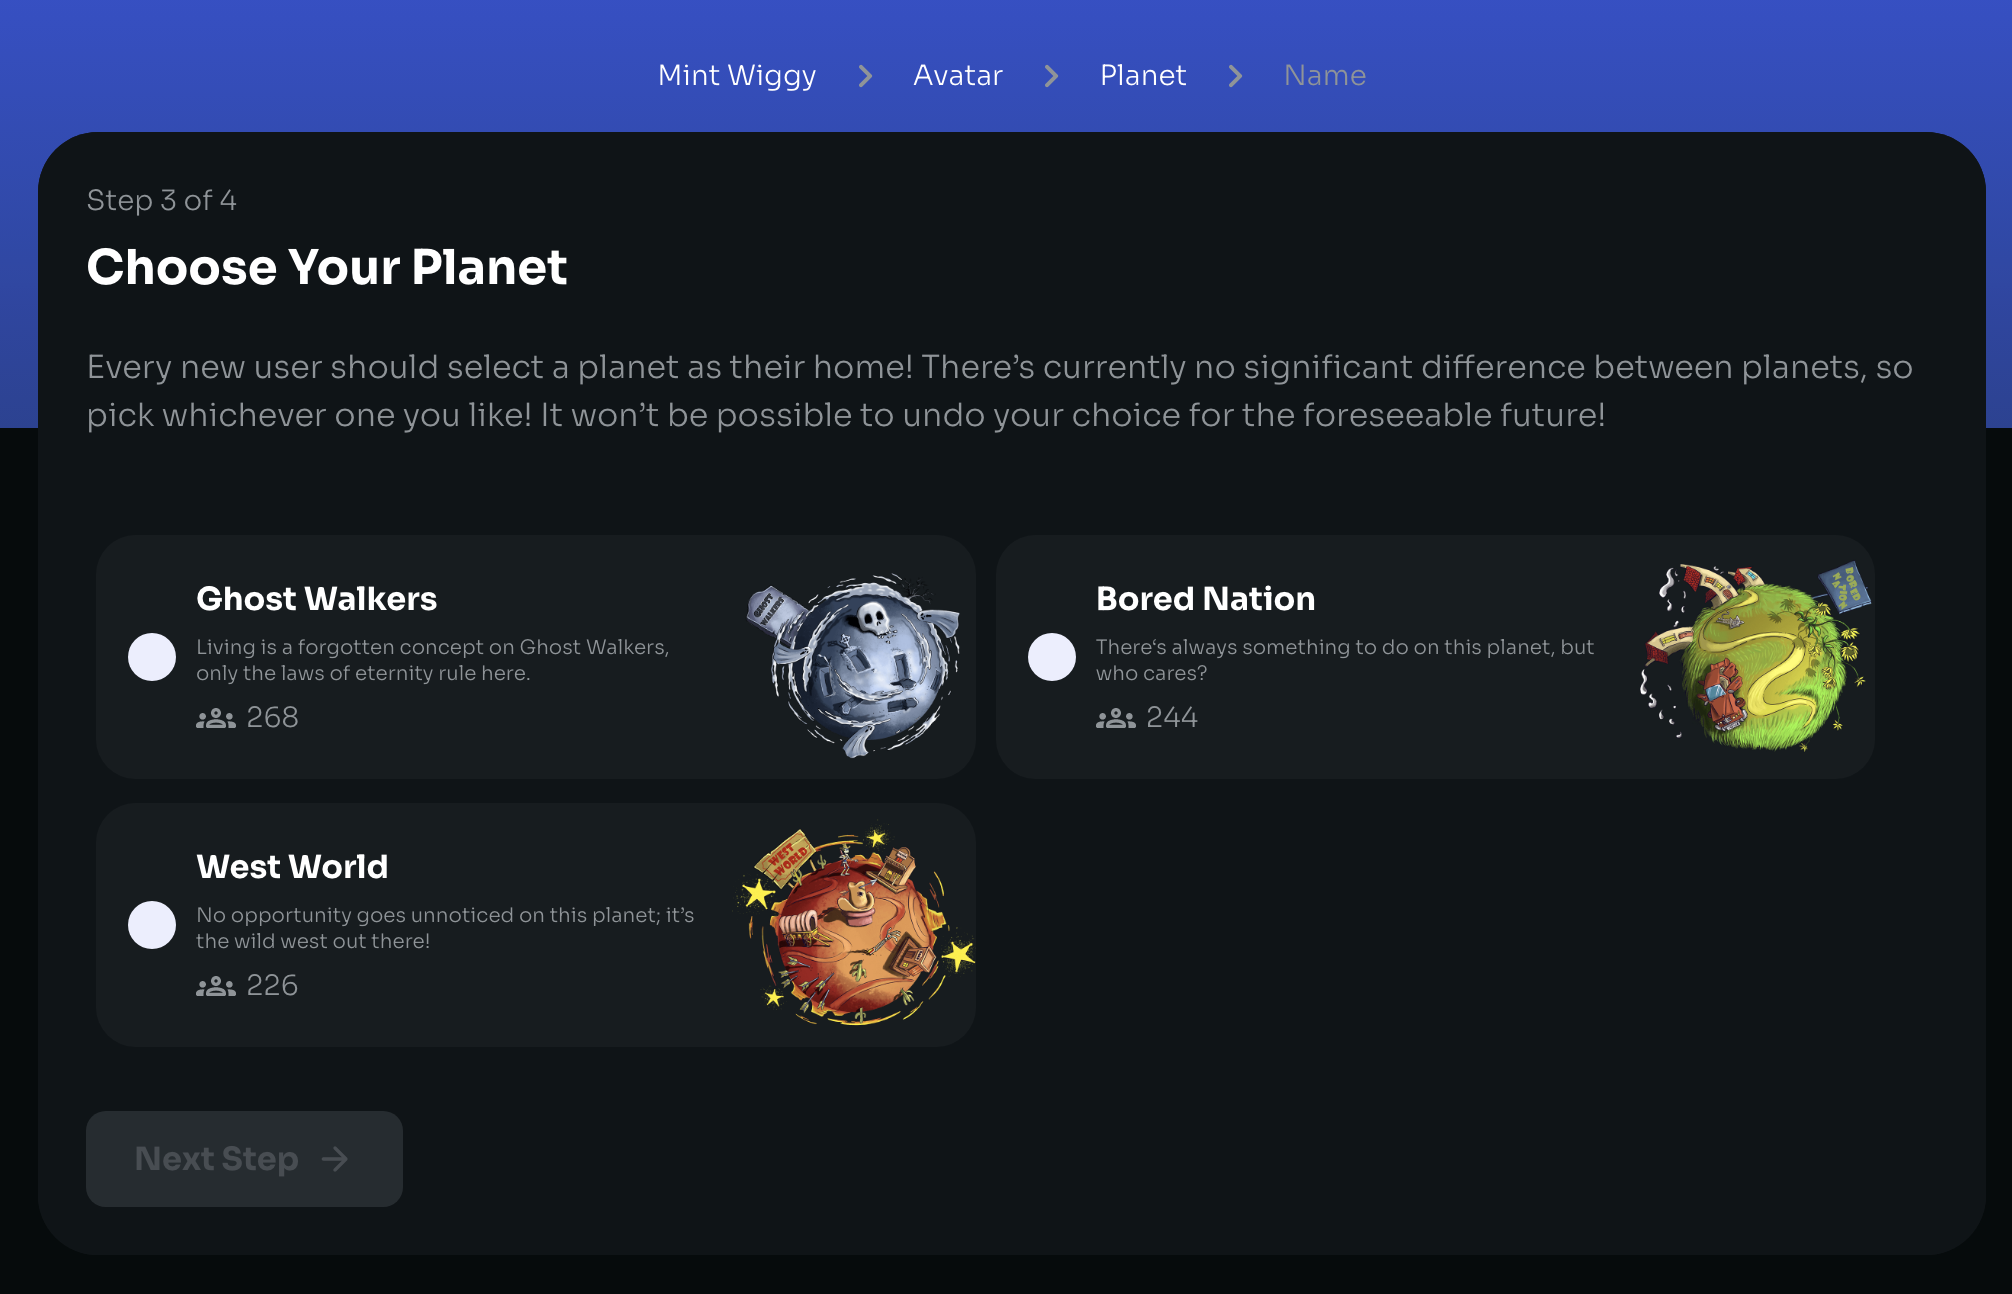 Mint Wiggy
Avatar
Planet
Name
Step 3 of 4
Choose Your Planet
Every new user should select a planet as their home! There’s currently no significant difference between planets, so
pick whichever one you like! It won’t be possible to undo your choice for the foreseeable future!
Ghost Walkers
Living is a forgotten concept on Ghost Walkers,
only the laws of eternity rule here.
268
GHOST
WALKERS
Bored Nation
There‘s always something to do on this planet, but
who cares?
244
BORED
NATION
West World
No opportunity goes unnoticed on this planet; it’s
the wild west out there!
226
WEST
WORLD
Next Step